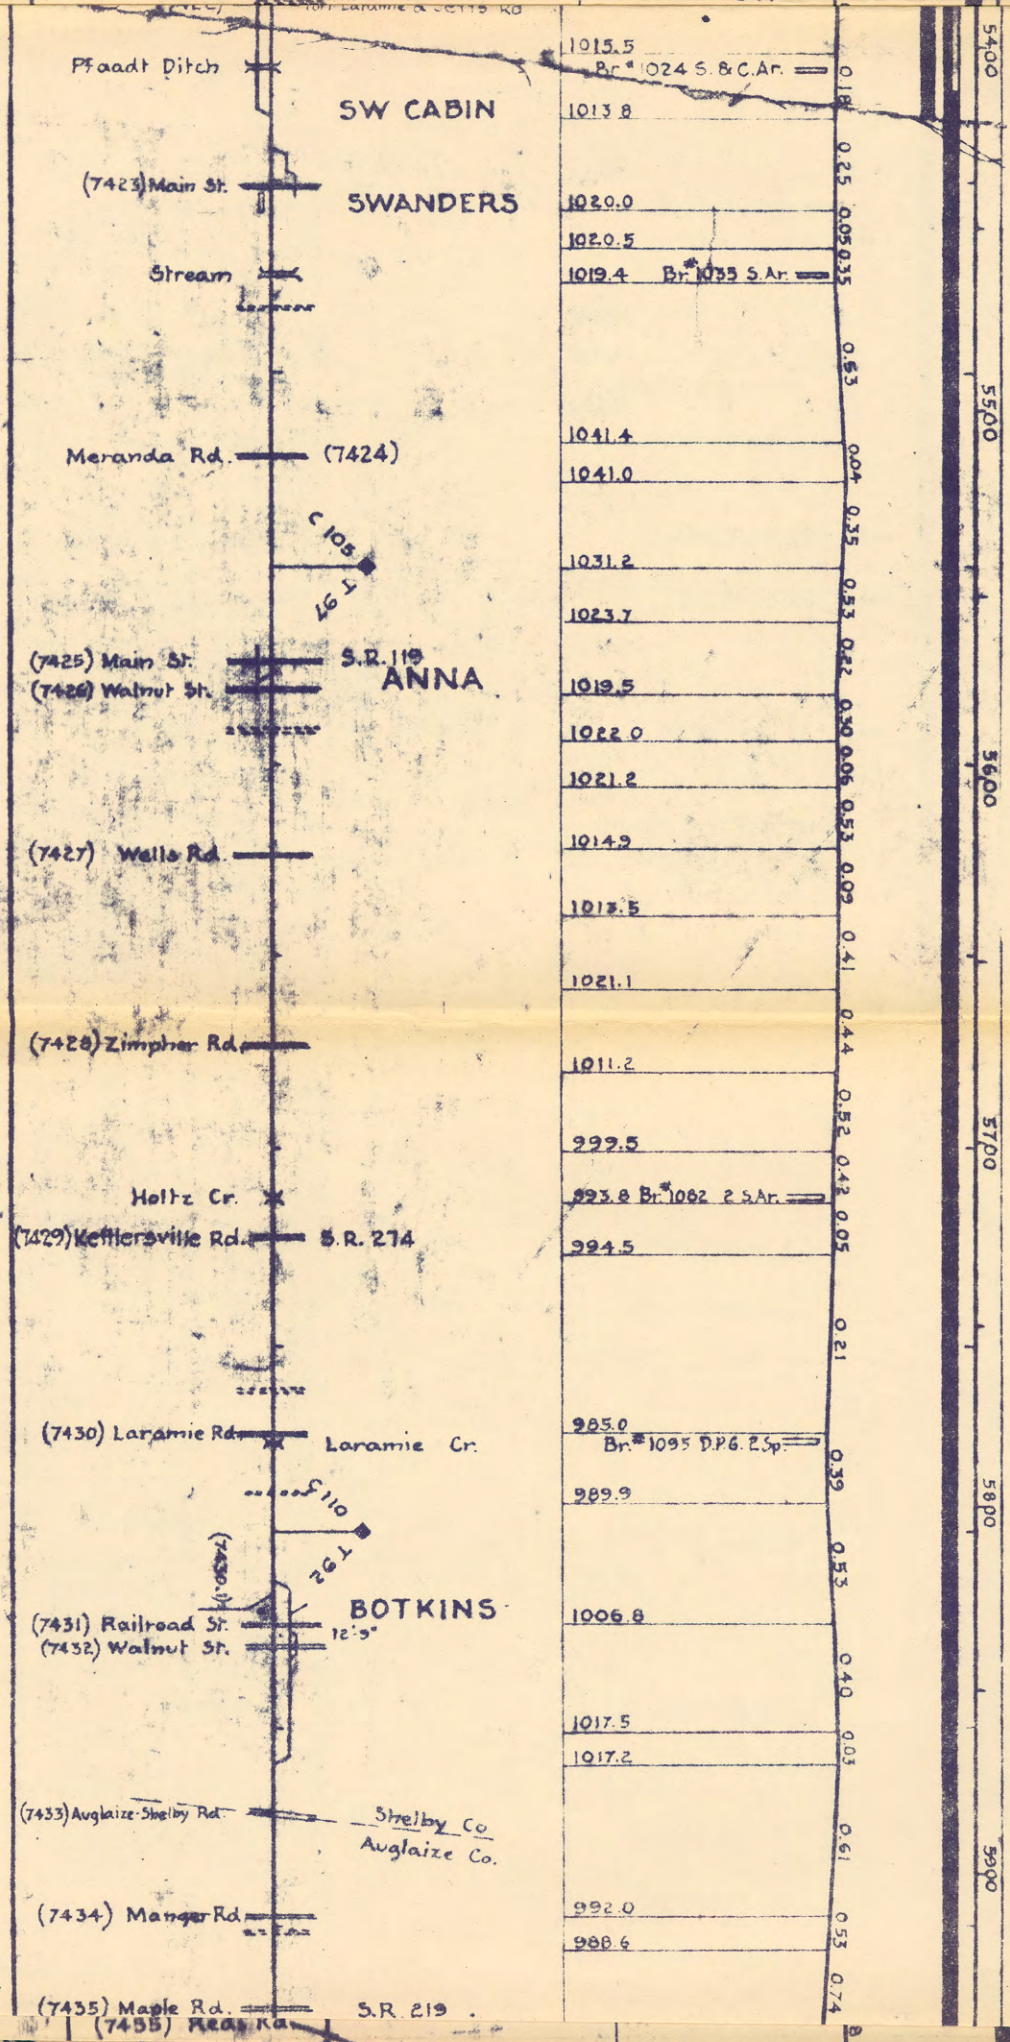 Pfaadt Ditch
SW CABIN
1015.5
Br.# 1024 S. & C. Ar.
0.18
1013 8
5400
(7423) Main St.
SWANDERS
0.25
1020.0
0.05
1020.5
0.35
Stream
1019.4 Br.# 1035 S. Ar.
0.53
5500
Meranda Rd. (7424)
1041.4
0.04
1041.0
C 105
T 97
0.35
1031.2
0.53
1023.7
0.22
(7425) Main St. S.R. 119
ANNA
(7426) Walnut St.
1019.5
0.30
1022 0
0.06
1021.2
5600
0.53
(7427) Wells Rd.
1014.9
0.09
1013.5
0.41
1021.1
0.44
(7428) Zimpher Rd.
1011.2
0.52
999.5
5700
0.42
Holtz Cr.
993.8 Br.# 1082 2 S. Ar.
0.05
(7429) Kettlersville Rd. S.R. 274
994.5
0.21
(7430) Laramie Rd.
985.0
Laramie Cr.
Br.# 1095 D.P.G. 2 Sp.
0.39
C 110
T 92
989.9
5800
0.53
(7430.1)
BOTKINS
(7431) Railroad St.
12'-9"
1006.8
(7432) Walnut St.
0.40
1017.5
0.03
1017.2
(7433) Auglaize-Shelby Rd.
Shelby Co
Auglaize Co.
0.61
5900
(7434) Manger Rd
992.0
0.53
988.6
0.74
(7435) Maple Rd. S.R. 219
(7435)